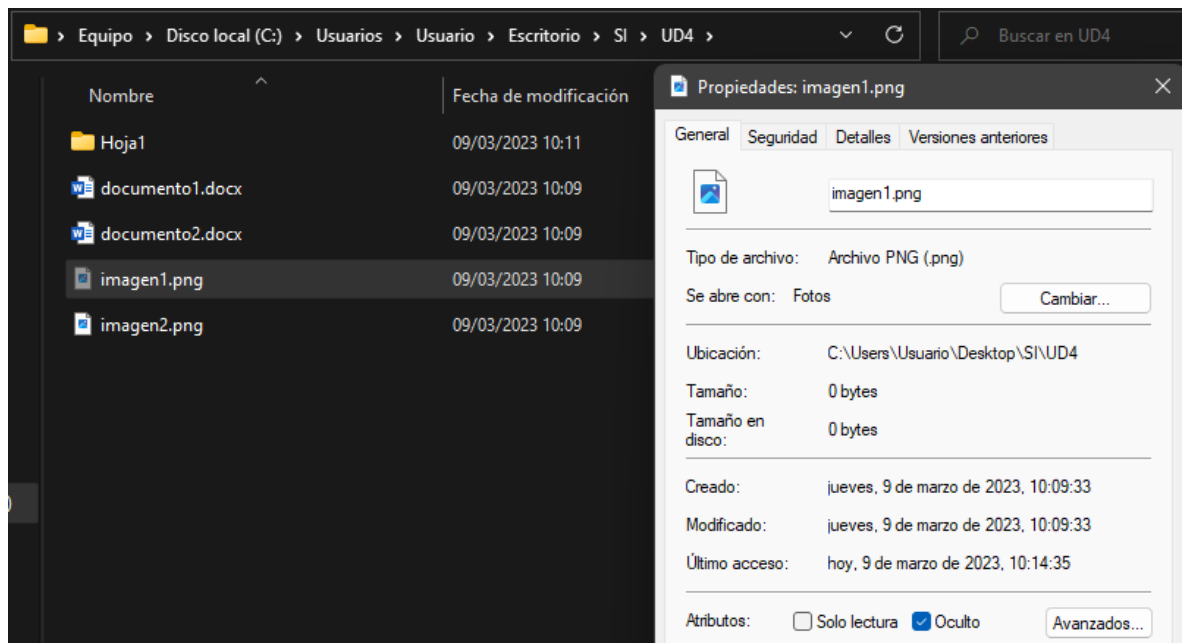 Equipo > Disco local (C:) > Usuarios > Usuario > Escritorio > SI > UD4 >
Buscar en UD4
Nombre
Fecha de modificación
Hoja1
09/03/2023 10:11
documento1.docx
09/03/2023 10:09
documento2.docx
09/03/2023 10:09
imagen1.png
09/03/2023 10:09
imagen2.png
09/03/2023 10:09
Propiedades: imagen1.png
General
Seguridad
Detalles
Versiones anteriores
imagen1.png
Tipo de archivo: Archivo PNG (.png)
Se abre con: Fotos
Cambiar...
Ubicación: C:\Users\Usuario\Desktop\SI\UD4
Tamaño: 0 bytes
Tamaño en
disco: 0 bytes
Creado: jueves, 9 de marzo de 2023, 10:09:33
Modificado: jueves, 9 de marzo de 2023, 10:09:33
Último acceso: hoy, 9 de marzo de 2023, 10:14:35
Atributos: Solo lectura Oculto Avanzados...